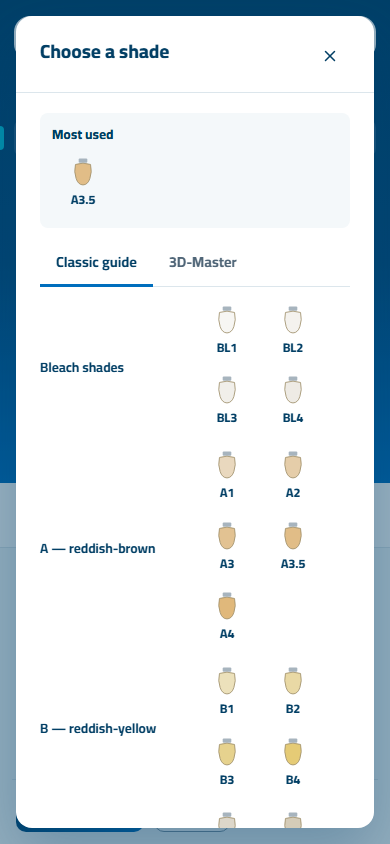 Choose a shade
Most used
A3.5
Classic guide
3D-Master
Bleach shades
BL1
BL2
BL3
BL4
A — reddish-brown
A1
A2
A3
A3.5
A4
B — reddish-yellow
B1
B2
B3
B4